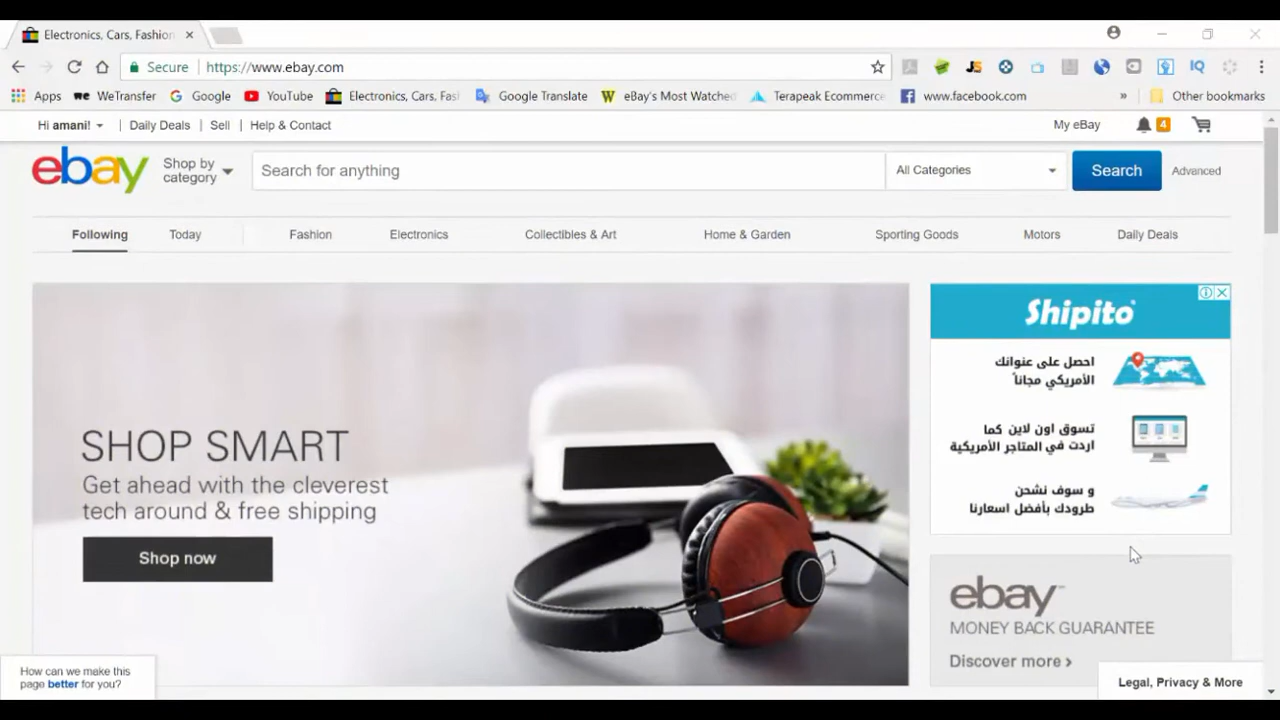 Electronics, Cars, Fashion
Secure https://www.ebay.com
Apps WeTransfer Google YouTube Electronics, Cars, Fas Google Translate eBay's Most Watched Terapeak Ecommerc www.facebook.com » Other bookmarks
Hi amani! Daily Deals Sell Help & Contact My eBay 4
ebay Shop by category Search for anything All Categories Search Advanced
Following Today Fashion Electronics Collectibles & Art Home & Garden Sporting Goods Motors Daily Deals
SHOP SMART
Get ahead with the cleverest
tech around & free shipping
Shop now
Shipito
احصل على عنوانك
الأمريكي مجاناً
تسوق اون لاين كما
اردت في المتاجر الأمريكية
و سوف نشحن
طرودك بأفضل اسعارنا
ebay
MONEY BACK GUARANTEE
Discover more ›
How can we make this
page better for you?
Legal, Privacy & More